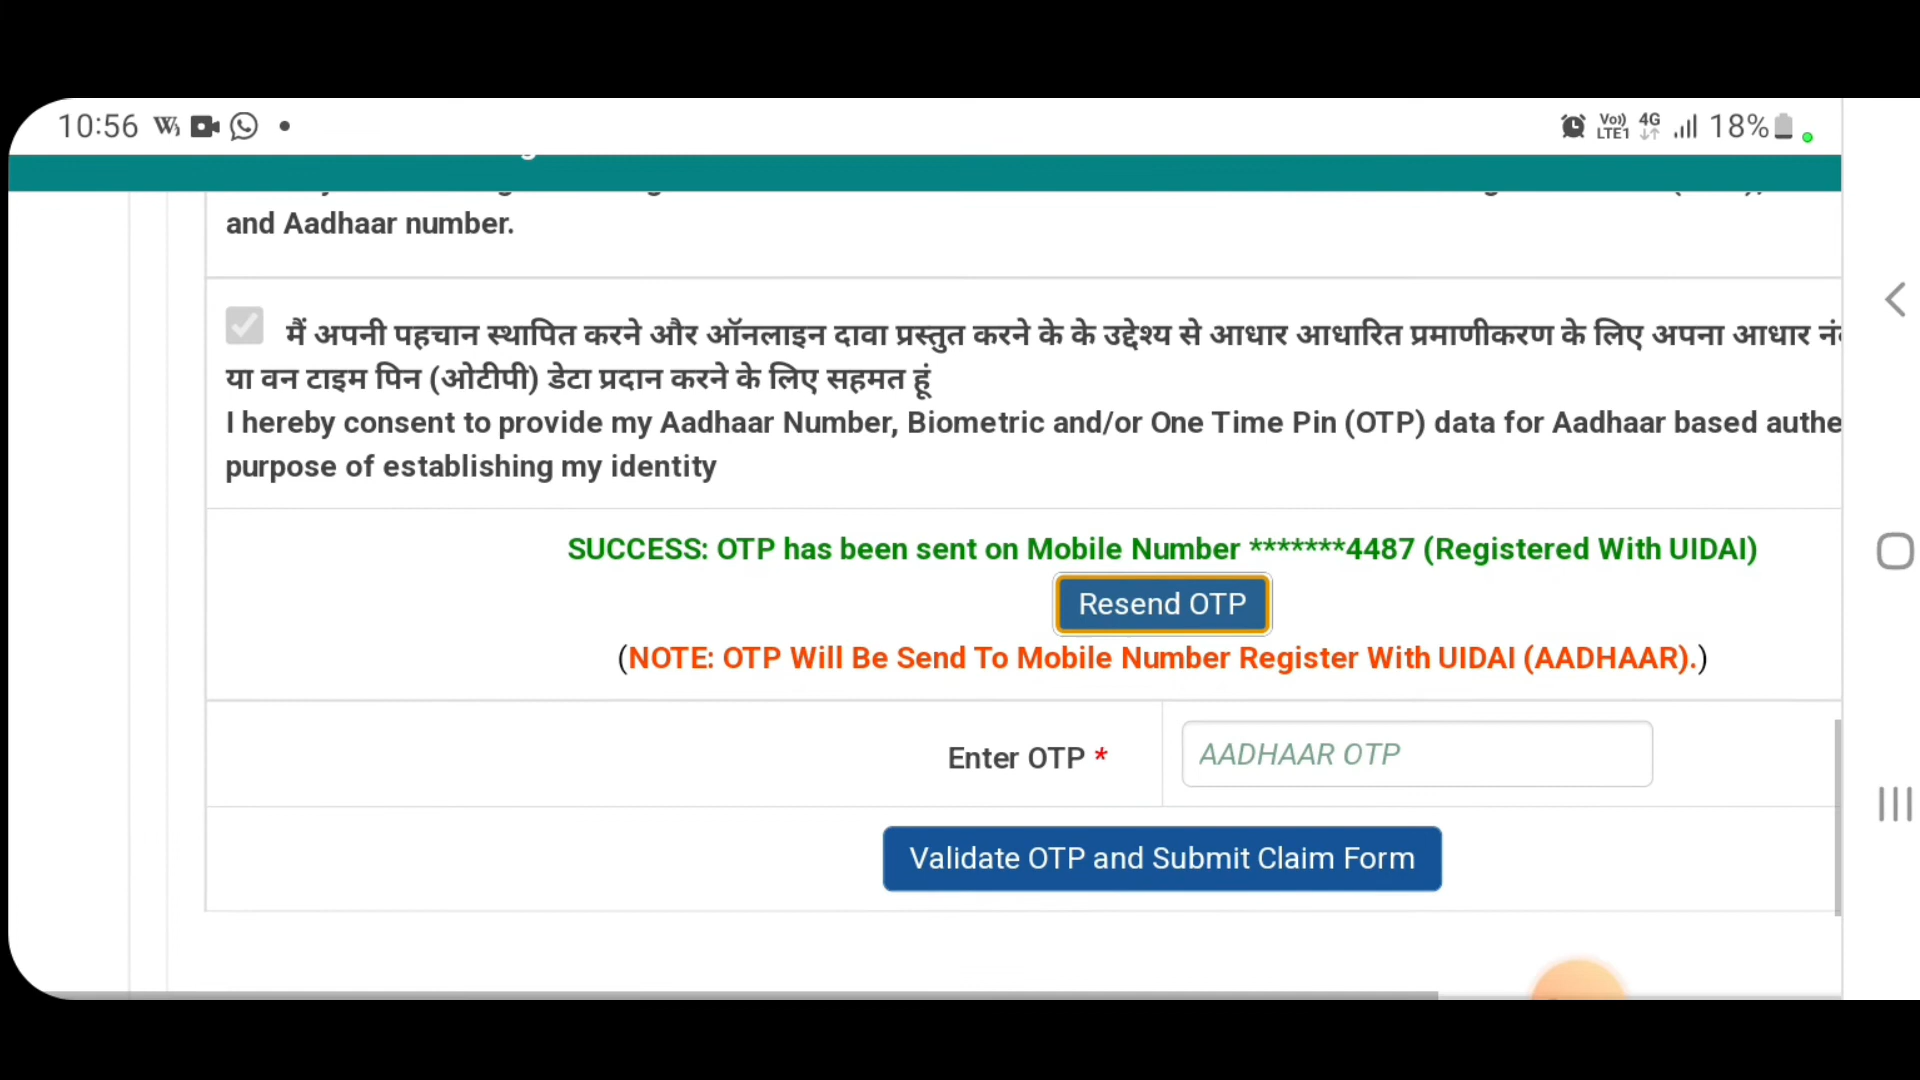 10:56
Vo)) LTE1 4G 18%
and Aadhaar number.
मैं अपनी पहचान स्थापित करने और ऑनलाइन दावा प्रस्तुत करने के के उद्देश्य से आधार आधारित प्रमाणीकरण के लिए अपना आधार
या वन टाइम पिन (ओटीपी) डेटा प्रदान करने के लिए सहमत हूं
I hereby consent to provide my Aadhaar Number, Biometric and/or One Time Pin (OTP) data for Aadhaar based authe
purpose of establishing my identity
SUCCESS: OTP has been sent on Mobile Number *******4487 (Registered With UIDAI)
Resend OTP
(NOTE: OTP Will Be Send To Mobile Number Register With UIDAI (AADHAAR).)
Enter OTP *
AADHAAR OTP
Validate OTP and Submit Claim Form